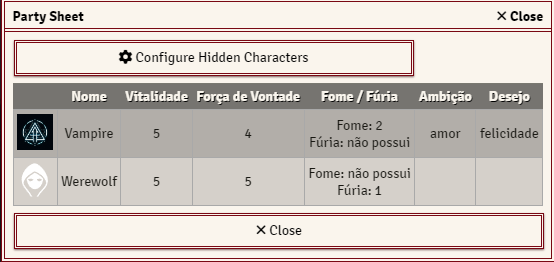 Party Sheet
✕ Close
Configure Hidden Characters
Nome Vitalidade Força de Vontade Fome / Fúria Ambição Desejo
Vampire 5 4 Fome: 2 amor felicidade
Fúria: não possui
Werewolf 5 5 Fome: não possui
Fúria: 1
✕ Close